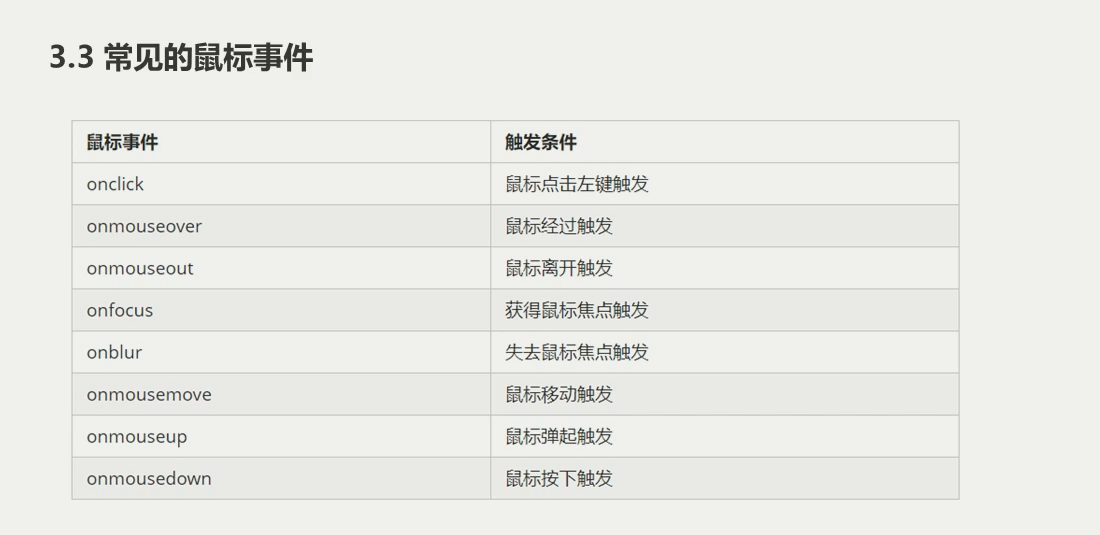 3.3 常见的鼠标事件
鼠标事件 触发条件
onclick 鼠标点击左键触发
onmouseover 鼠标经过触发
onmouseout 鼠标离开触发
onfocus 获得鼠标焦点触发
onblur 失去鼠标焦点触发
onmousemove 鼠标移动触发
onmouseup 鼠标弹起触发
onmousedown 鼠标按下触发